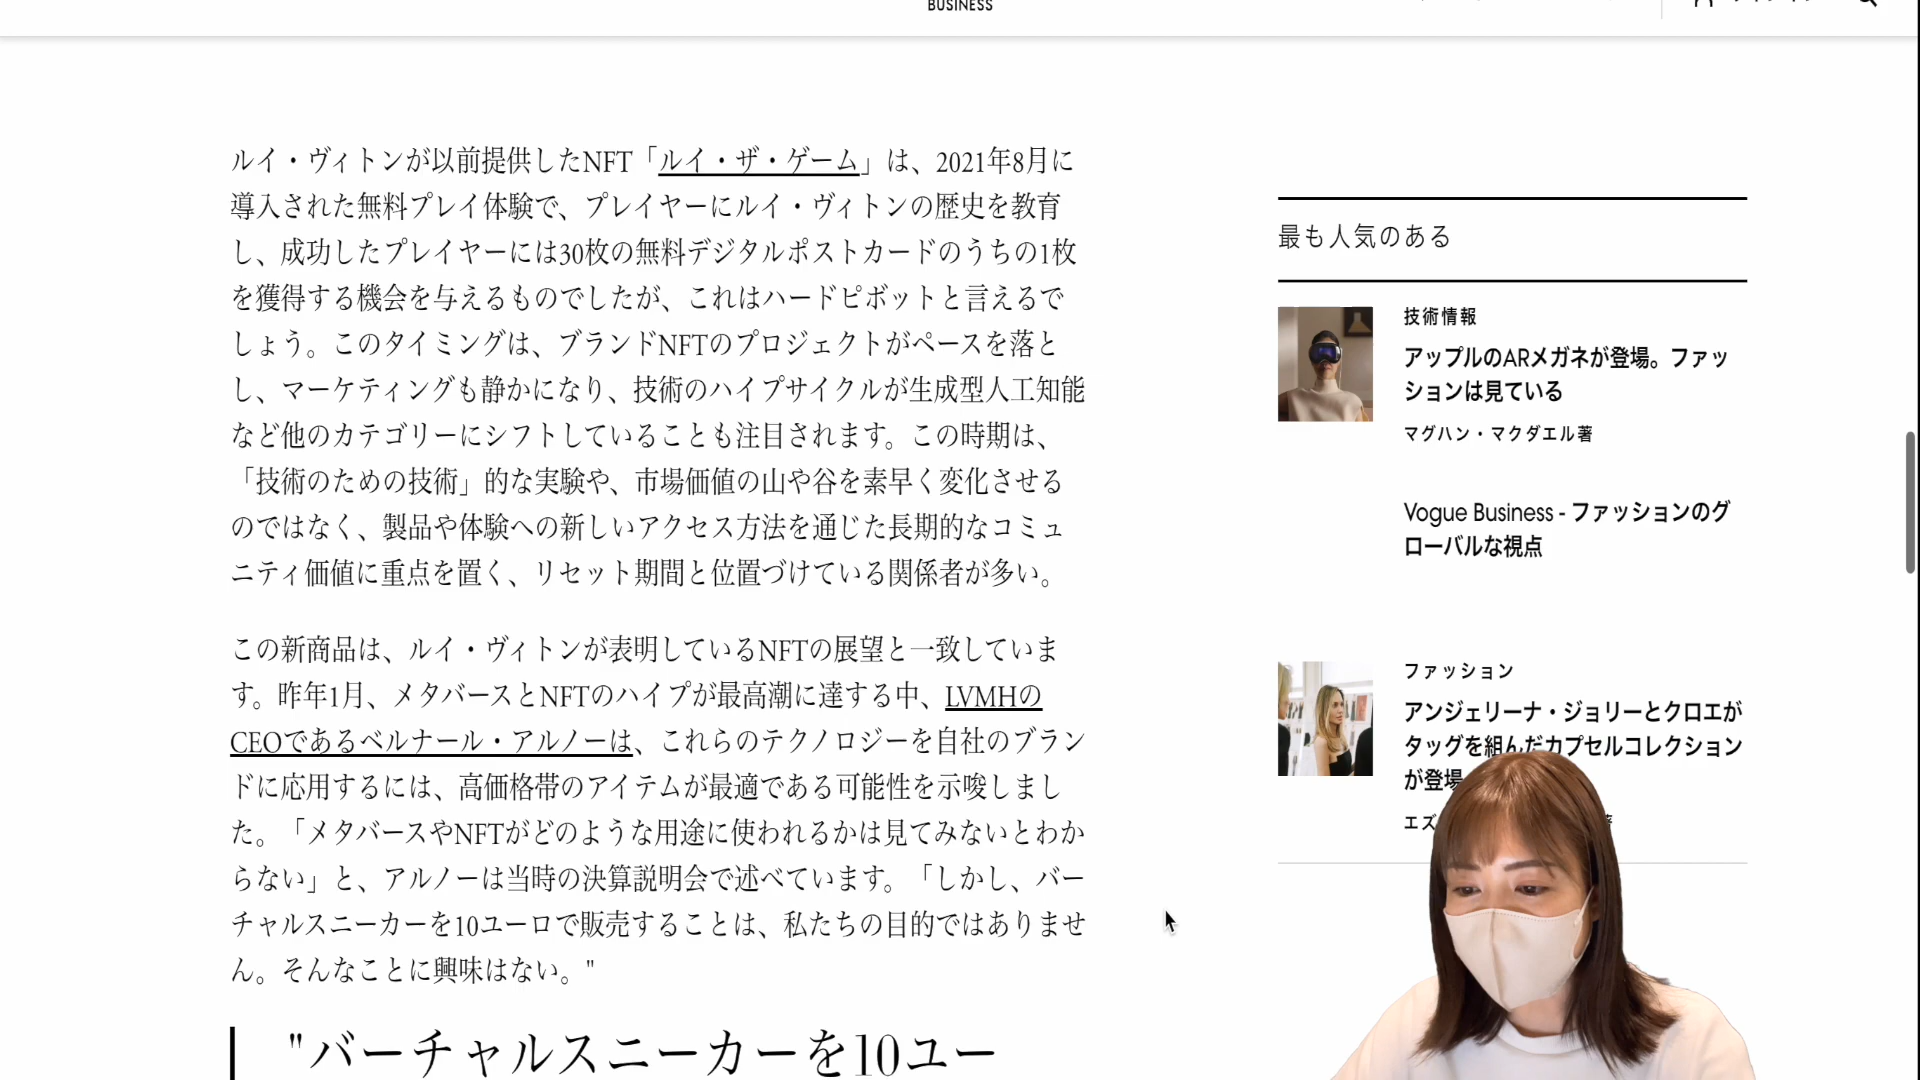 BUSINESS
ルイ・ヴィトンが以前提供したNFT「ルイ・ザ・ゲーム」は、2021年8月に
導入された無料プレイ体験で、プレイヤーにルイ・ヴィトンの歴史を教育
し、成功したプレイヤーには30枚の無料デジタルポストカードのうちの1枚
を獲得する機会を与えるものでしたが、これはハードピボットと言えるで
しょう。このタイミングは、ブランドNFTのプロジェクトがペースを落と
し、マーケティングも静かになり、技術のハイプサイクルが生成型人工知能
など他のカテゴリーにシフトしていることも注目されます。この時期は、
「技術のための技術」的な実験や、市場価値の山や谷を素早く変化させる
のではなく、製品や体験への新しいアクセス方法を通じた長期的なコミュ
ニティ価値に重点を置く、リセット期間と位置づけている関係者が多い。
この新商品は、ルイ・ヴィトンが表明しているNFTの展望と一致していま
す。昨年1月、メタバースとNFTのハイプが最高潮に達する中、LVMHの
CEOであるベルナール・アルノーは、これらのテクノロジーを自社のブラン
ドに応用するには、高価格帯のアイテムが最適である可能性を示唆しまし
た。「メタバースやNFTがどのような用途に使われるかは見てみないとわか
らない」と、アルノーは当時の決算説明会で述べています。「しかし、バー
チャルスニーカーを10ユーロで販売することは、私たちの目的ではありませ
ん。そんなことに興味はない。"
"バーチャルスニーカーを10ユー
最も人気のある
技術情報
アップルのARメガネが登場。ファッ
ションは見ている
マグハン・マクダエル著
Vogue Business - ファッションのグ
ローバルな視点
ファッション
アンジェリーナ・ジョリーとクロエが
タッグを組んだカプセルコレクション
が登場
エズ